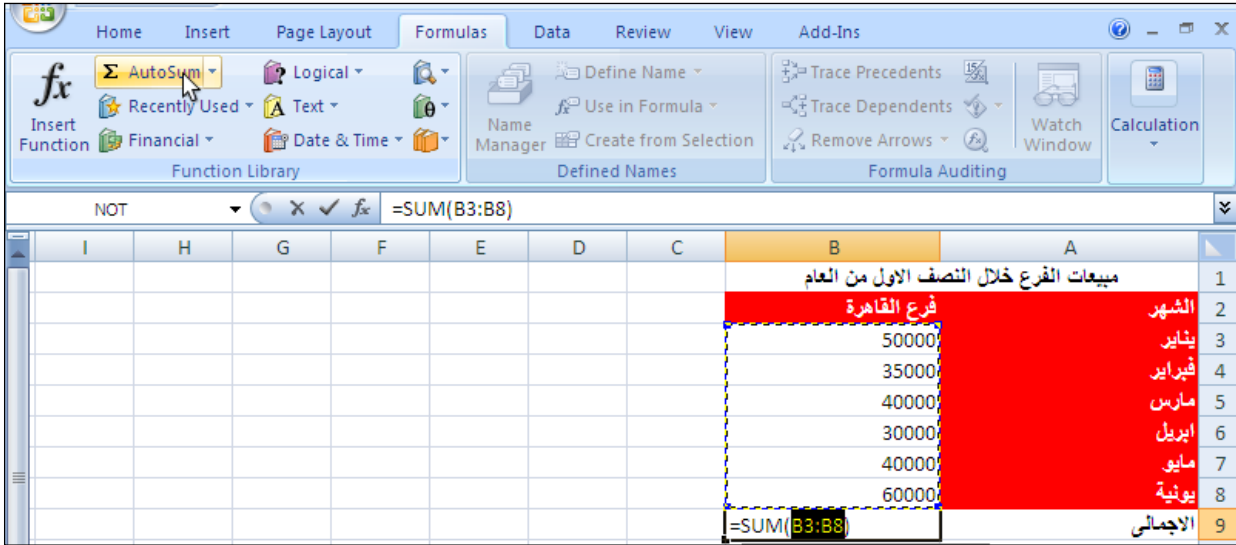 Home Insert Page Layout Formulas Data Review View Add-Ins
fx Insert Function
Σ AutoSum
Recently Used
Financial
Logical
A Text
Date & Time
θ
Function Library
Name Manager
Define Name
fx Use in Formula
Create from Selection
Defined Names
Trace Precedents
Trace Dependents
Remove Arrows
fx
Watch Window
Formula Auditing
Calculation
NOT fx =SUM(B3:B8)
I H G F E D C B A
مبيعات الفرع خلال النصف الاول من العام 1
الشهر فرع القاهرة 2
يناير 50000 3
فبراير 35000 4
مارس 40000 5
ابريل 30000 6
مايو 40000 7
يونية 60000 8
الاجمالى =SUM(B3:B8) 9